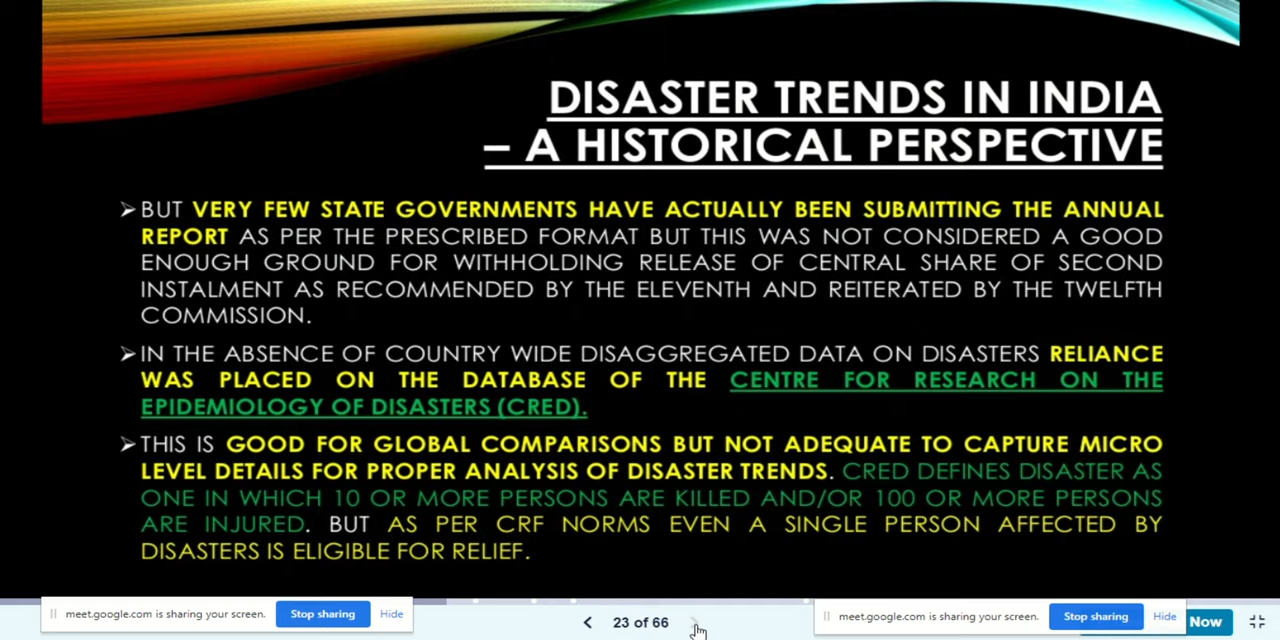 DISASTER TRENDS IN INDIA
– A HISTORICAL PERSPECTIVE
➢BUT VERY FEW STATE GOVERNMENTS HAVE ACTUALLY BEEN SUBMITTING THE ANNUAL
REPORT AS PER THE PRESCRIBED FORMAT BUT THIS WAS NOT CONSIDERED A GOOD
ENOUGH GROUND FOR WITHHOLDING RELEASE OF CENTRAL SHARE OF SECOND
INSTALMENT AS RECOMMENDED BY THE ELEVENTH AND REITERATED BY THE TWELFTH
COMMISSION.
➢IN THE ABSENCE OF COUNTRY WIDE DISAGGREGATED DATA ON DISASTERS RELIANCE
WAS PLACED ON THE DATABASE OF THE CENTRE FOR RESEARCH ON THE
EPIDEMIOLOGY OF DISASTERS (CRED).
➢THIS IS GOOD FOR GLOBAL COMPARISONS BUT NOT ADEQUATE TO CAPTURE MICRO
LEVEL DETAILS FOR PROPER ANALYSIS OF DISASTER TRENDS. CRED DEFINES DISASTER AS
ONE IN WHICH 10 OR MORE PERSONS ARE KILLED AND/OR 100 OR MORE PERSONS
ARE INJURED. BUT AS PER CRF NORMS EVEN A SINGLE PERSON AFFECTED BY
DISASTERS IS ELIGIBLE FOR RELIEF.
meet.google.com is sharing your screen. Stop sharing Hide
23 of 66
meet.google.com is sharing your screen. Stop sharing Hide
Now